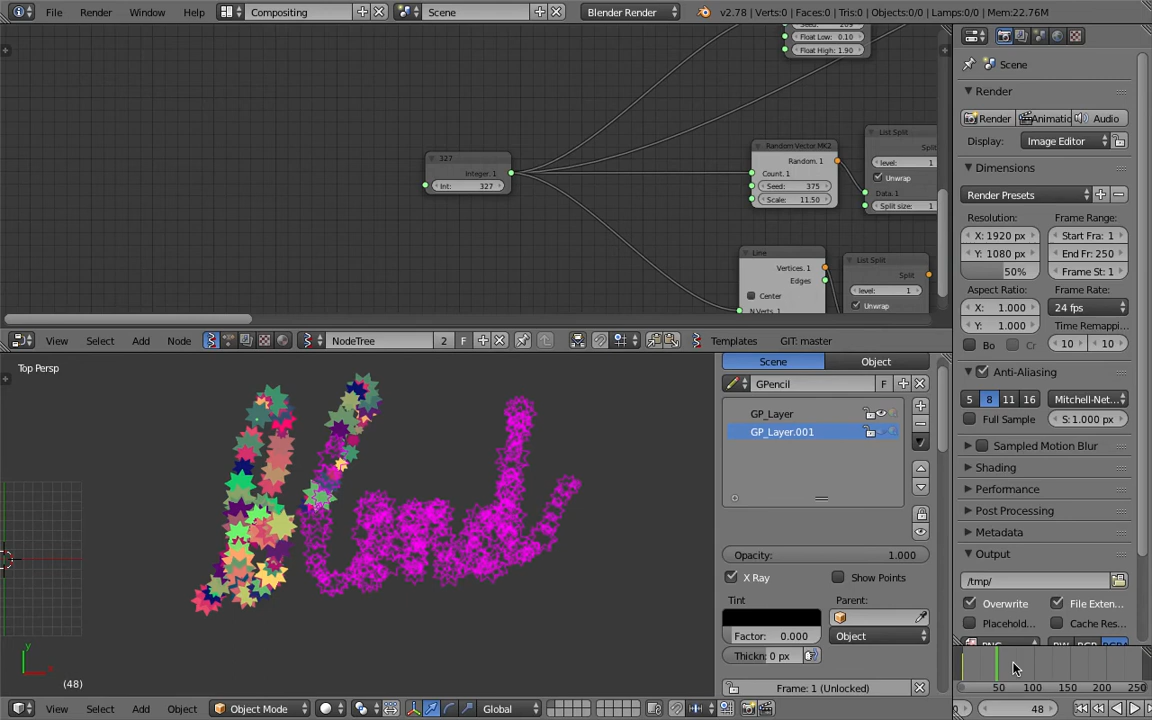 File Render Window Help Compositing Scene Blender Render v2.78 | Verts:0 | Faces:0 | Tris:0 | Objects:0/0 | Lamps:0/0 | Mem:22.76M
Float Low: 0.10
Float High: 1.90
327
Integer. 1
Int: 327
Random Vector MK2
Random. 1
Count. 1
Seed: 375
Scale: 11.50
List Split
Split
level: 1
Unwrap
Data. 1
Split size: 1
Line
Vertices. 1
Edges
Center
N Verts. 1
List Split
Split
level: 1
Unwrap
View Select Add Node NodeTree 2 F Templates GIT: master
Top Persp
(48)
y
x
View Select Add Object Object Mode Global
Scene Object
GPencil F
GP_Layer
GP_Layer.001
Opacity: 1.000
X Ray Show Points
Tint Parent:
Factor: 0.000 Object
Thickn: 0 px
Frame: 1 (Unlocked)
Scene
Render
Render Animatic Audio
Display: Image Editor
Dimensions
Render Presets
Resolution: Frame Range:
X: 1920 px Start Fra: 1
Y: 1080 px End Fr: 250
50% Frame St: 1
Aspect Ratio: Frame Rate:
X: 1.000 24 fps
Y: 1.000 Time Remappi...
Bo Cr 10 10
Anti-Aliasing
5 8 11 16 Mitchell-Net...
Full Sample S: 1.000 px
Sampled Motion Blur
Shading
Performance
Post Processing
Metadata
Output
/tmp/
Overwrite File Exten...
Placehold... Cache Res...
50 100 150 200 250
48